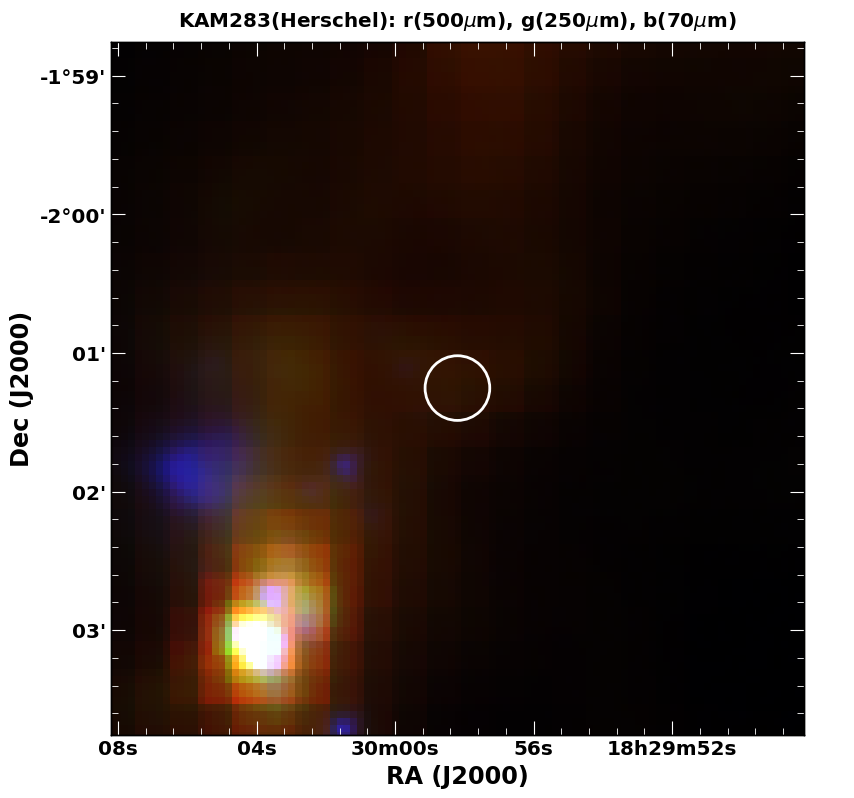 KAM283(Herschel): r(500μm), g(250μm), b(70μm)
-1°59'
-2°00'
01'
02'
03'
Dec (J2000)
08s 04s 30m00s 56s 18h29m52s
RA (J2000)